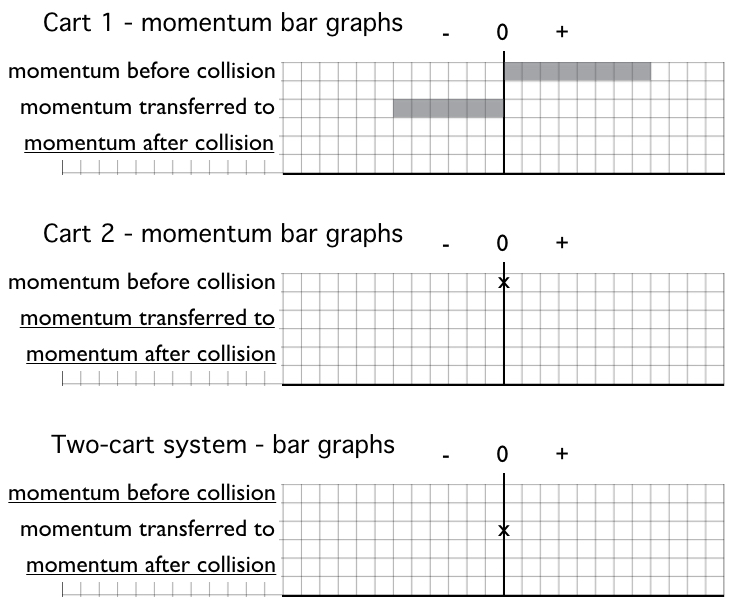 Cart 1 - momentum bar graphs
- 0 +
momentum before collision
momentum transferred to
momentum after collision
Cart 2 - momentum bar graphs
- 0 +
momentum before collision
x
momentum transferred to
momentum after collision
Two-cart system - bar graphs
- 0 +
momentum before collision
momentum transferred to
x
momentum after collision